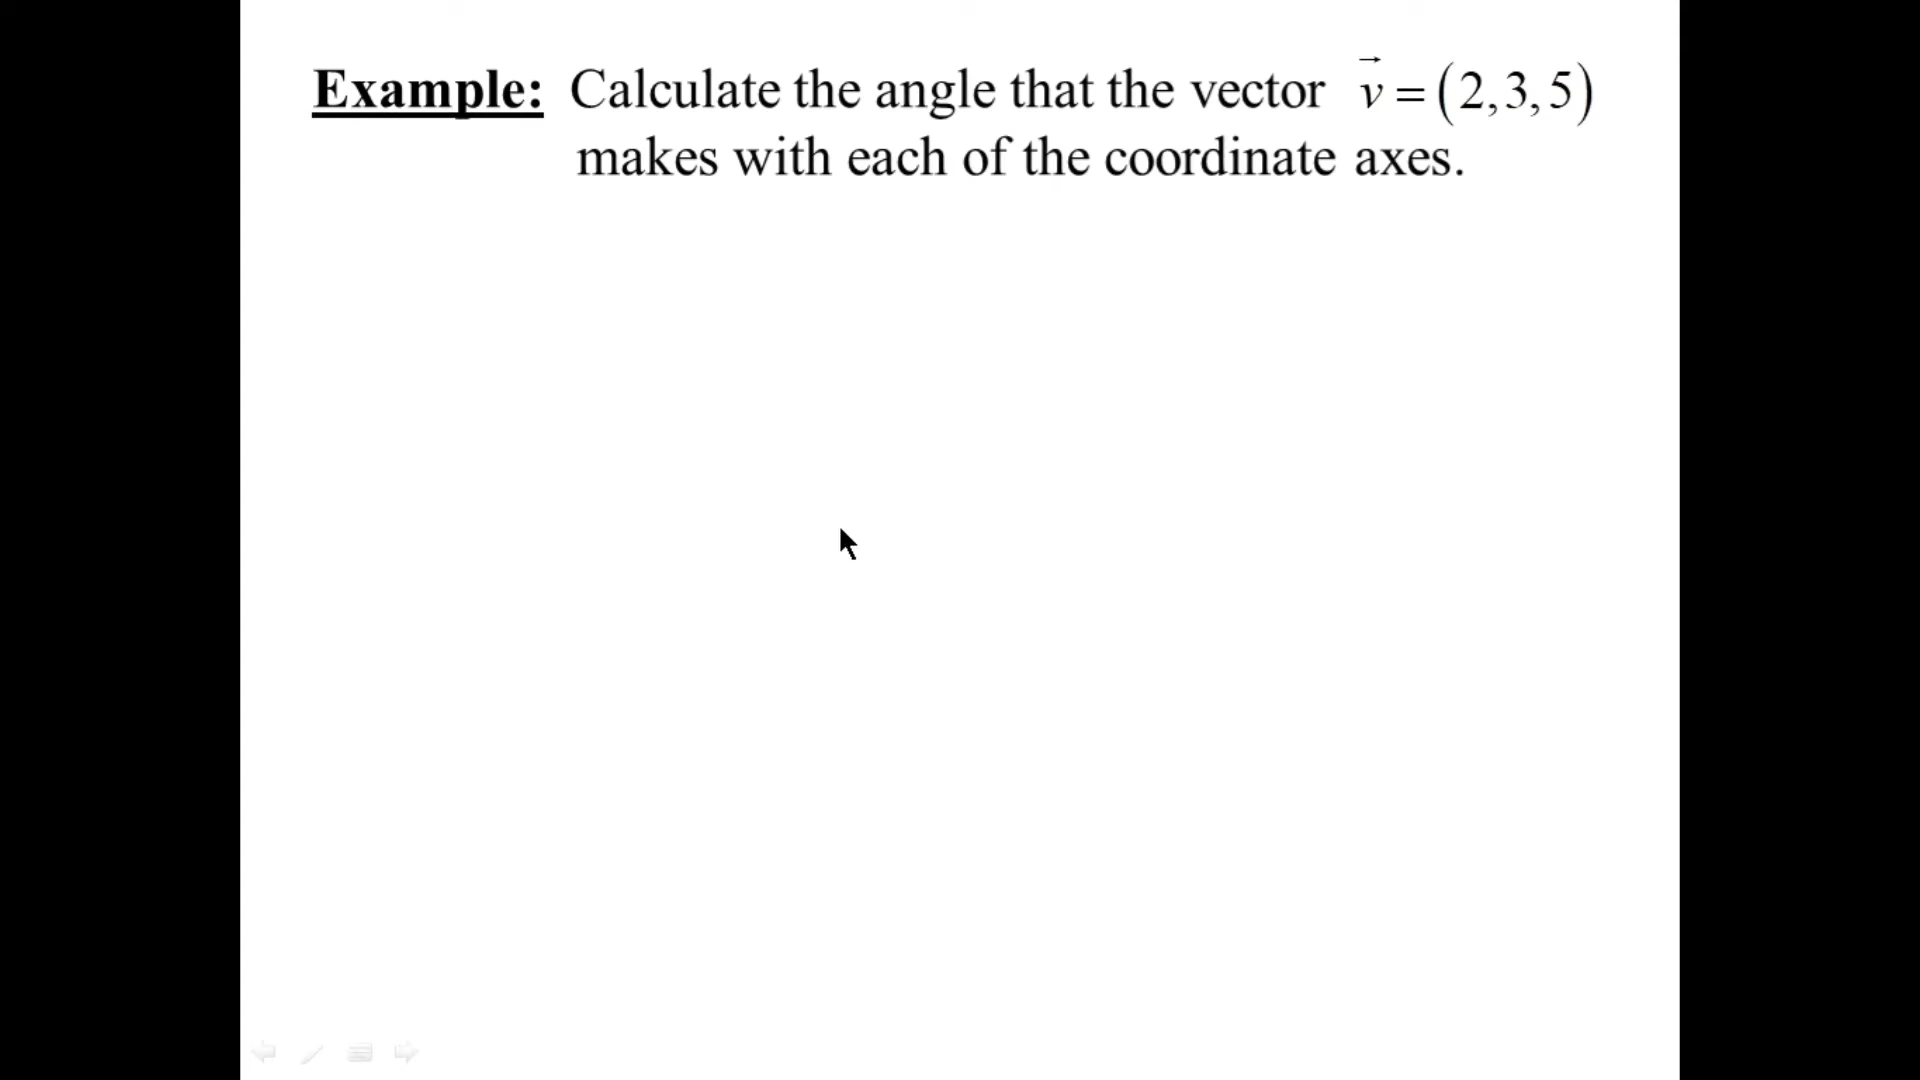 Example: Calculate the angle that the vector v⃗ = (2,3,5)
makes with each of the coordinate axes.